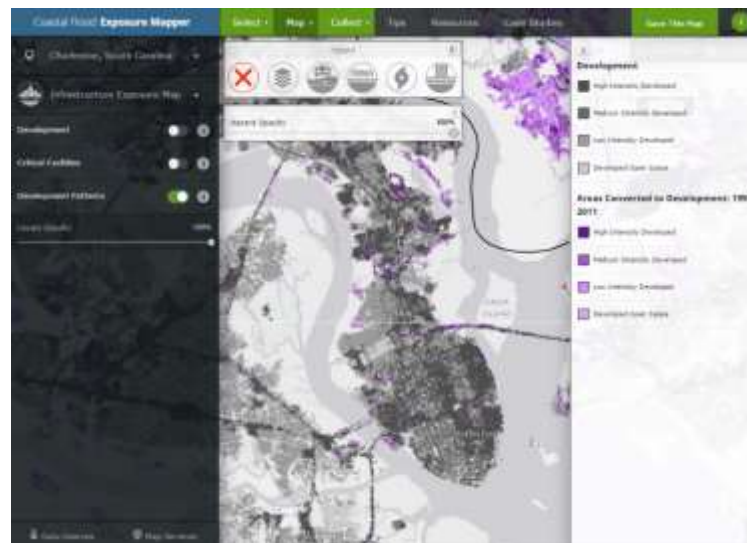 Coastal Flood Exposure Mapper
Select
Map
Collect
Tips
Resources
Case Studies
Save This Map
Charleston, South Carolina
Infrastructure Exposure Map
Development
Critical Facilities
Development Patterns
100%
Hazard Opacity
100%
Development
High Intensity Developed
Medium Intensity Developed
Low Intensity Developed
Developed Open Space
Areas Converted to Development:
2011
High Intensity Developed
Medium Intensity Developed
Low Intensity Developed
Developed Open Space
Map Services